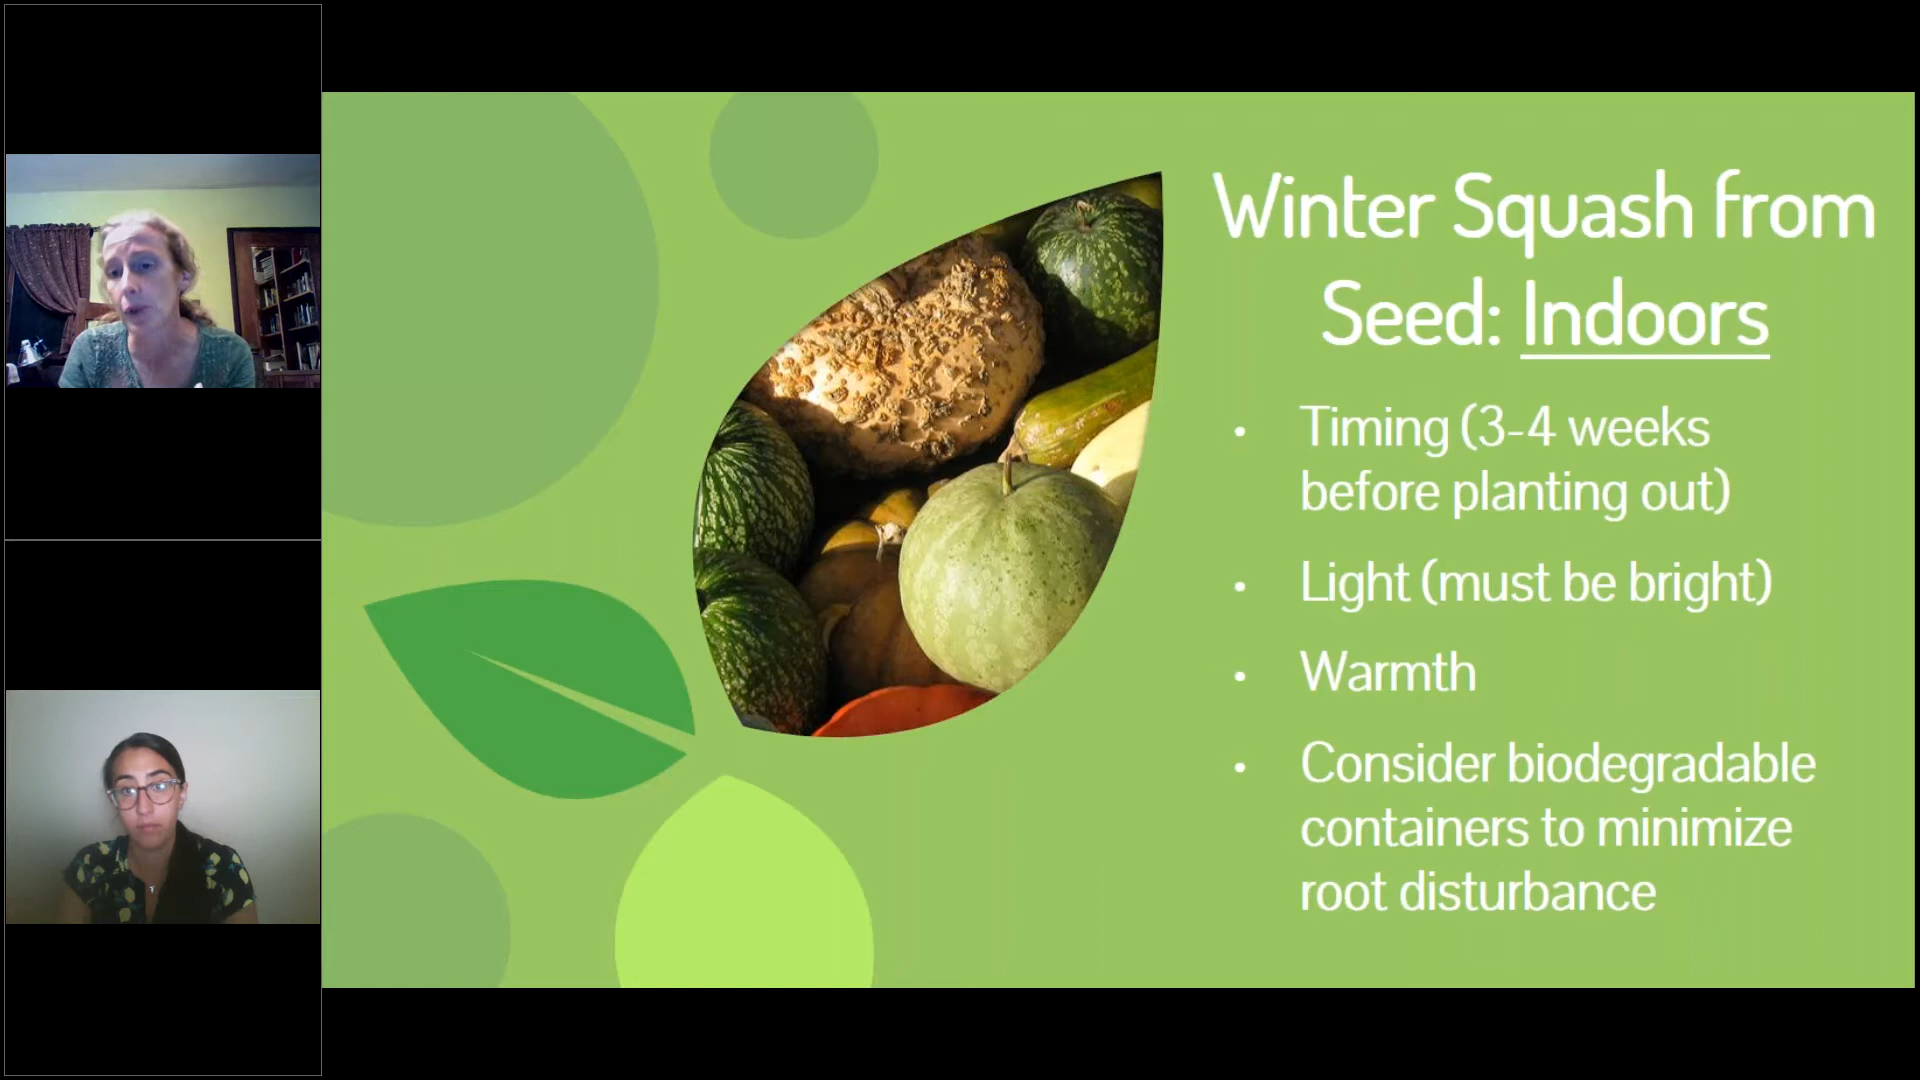 Winter Squash from
Seed: Indoors
• Timing (3-4 weeks
before planting out)
• Light (must be bright)
• Warmth
• Consider biodegradable
containers to minimize
root disturbance